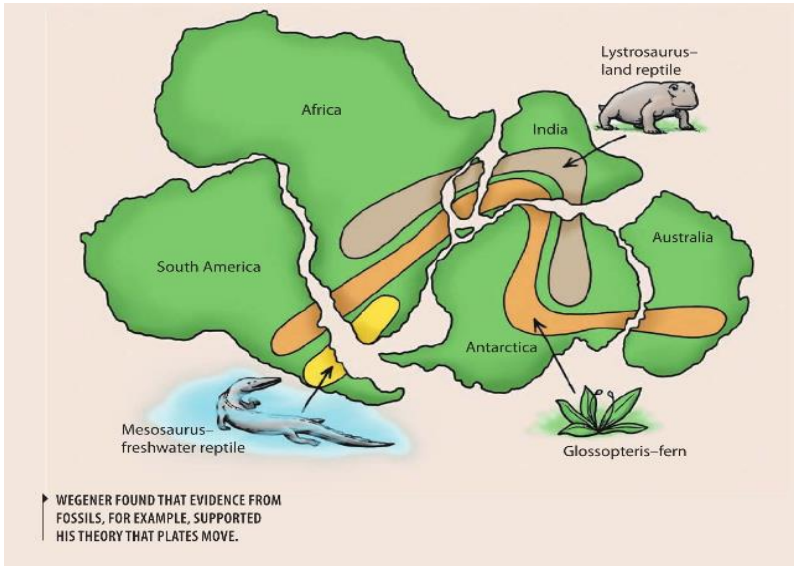 Lystrosaurus–
land reptile
Africa
India
Australia
South America
Antarctica
Mesosaurus–
freshwater reptile
Glossopteris–fern
WEGENER FOUND THAT EVIDENCE FROM
FOSSILS, FOR EXAMPLE, SUPPORTED
HIS THEORY THAT PLATES MOVE.